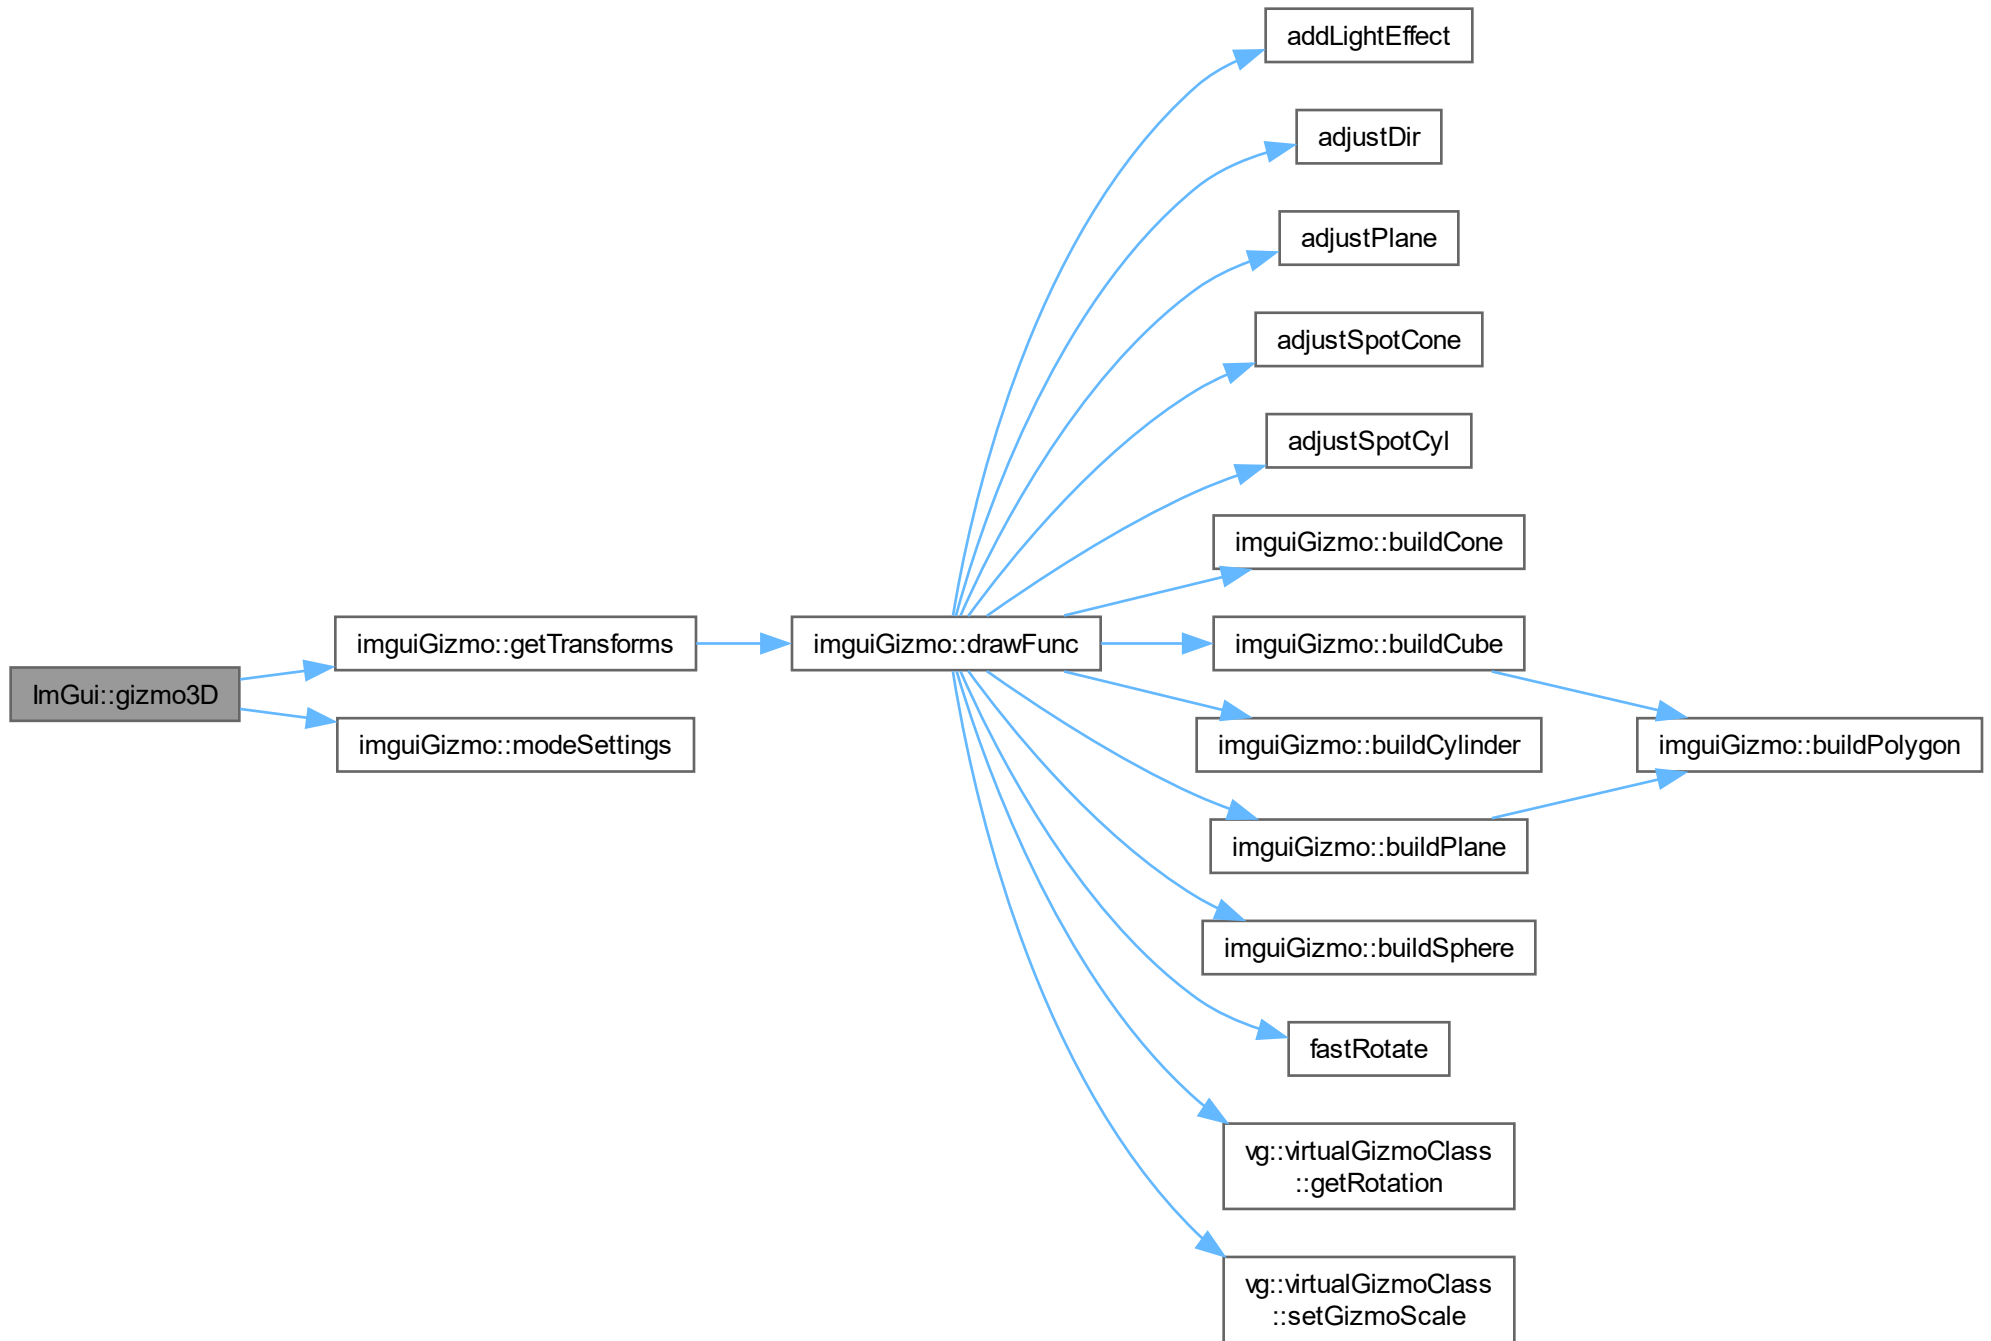 addLightEffect
adjustDir
adjustPlane
adjustSpotCone
adjustSpotCyl
imguiGizmo::buildCone
ImGui::gizmo3D
imguiGizmo::getTransforms
imguiGizmo::modeSettings
imguiGizmo::drawFunc
imguiGizmo::buildCube
imguiGizmo::buildCylinder
imguiGizmo::buildPolygon
imguiGizmo::buildPlane
imguiGizmo::buildSphere
fastRotate
vg::virtualGizmoClass
::getRotation
vg::virtualGizmoClass
::setGizmoScale